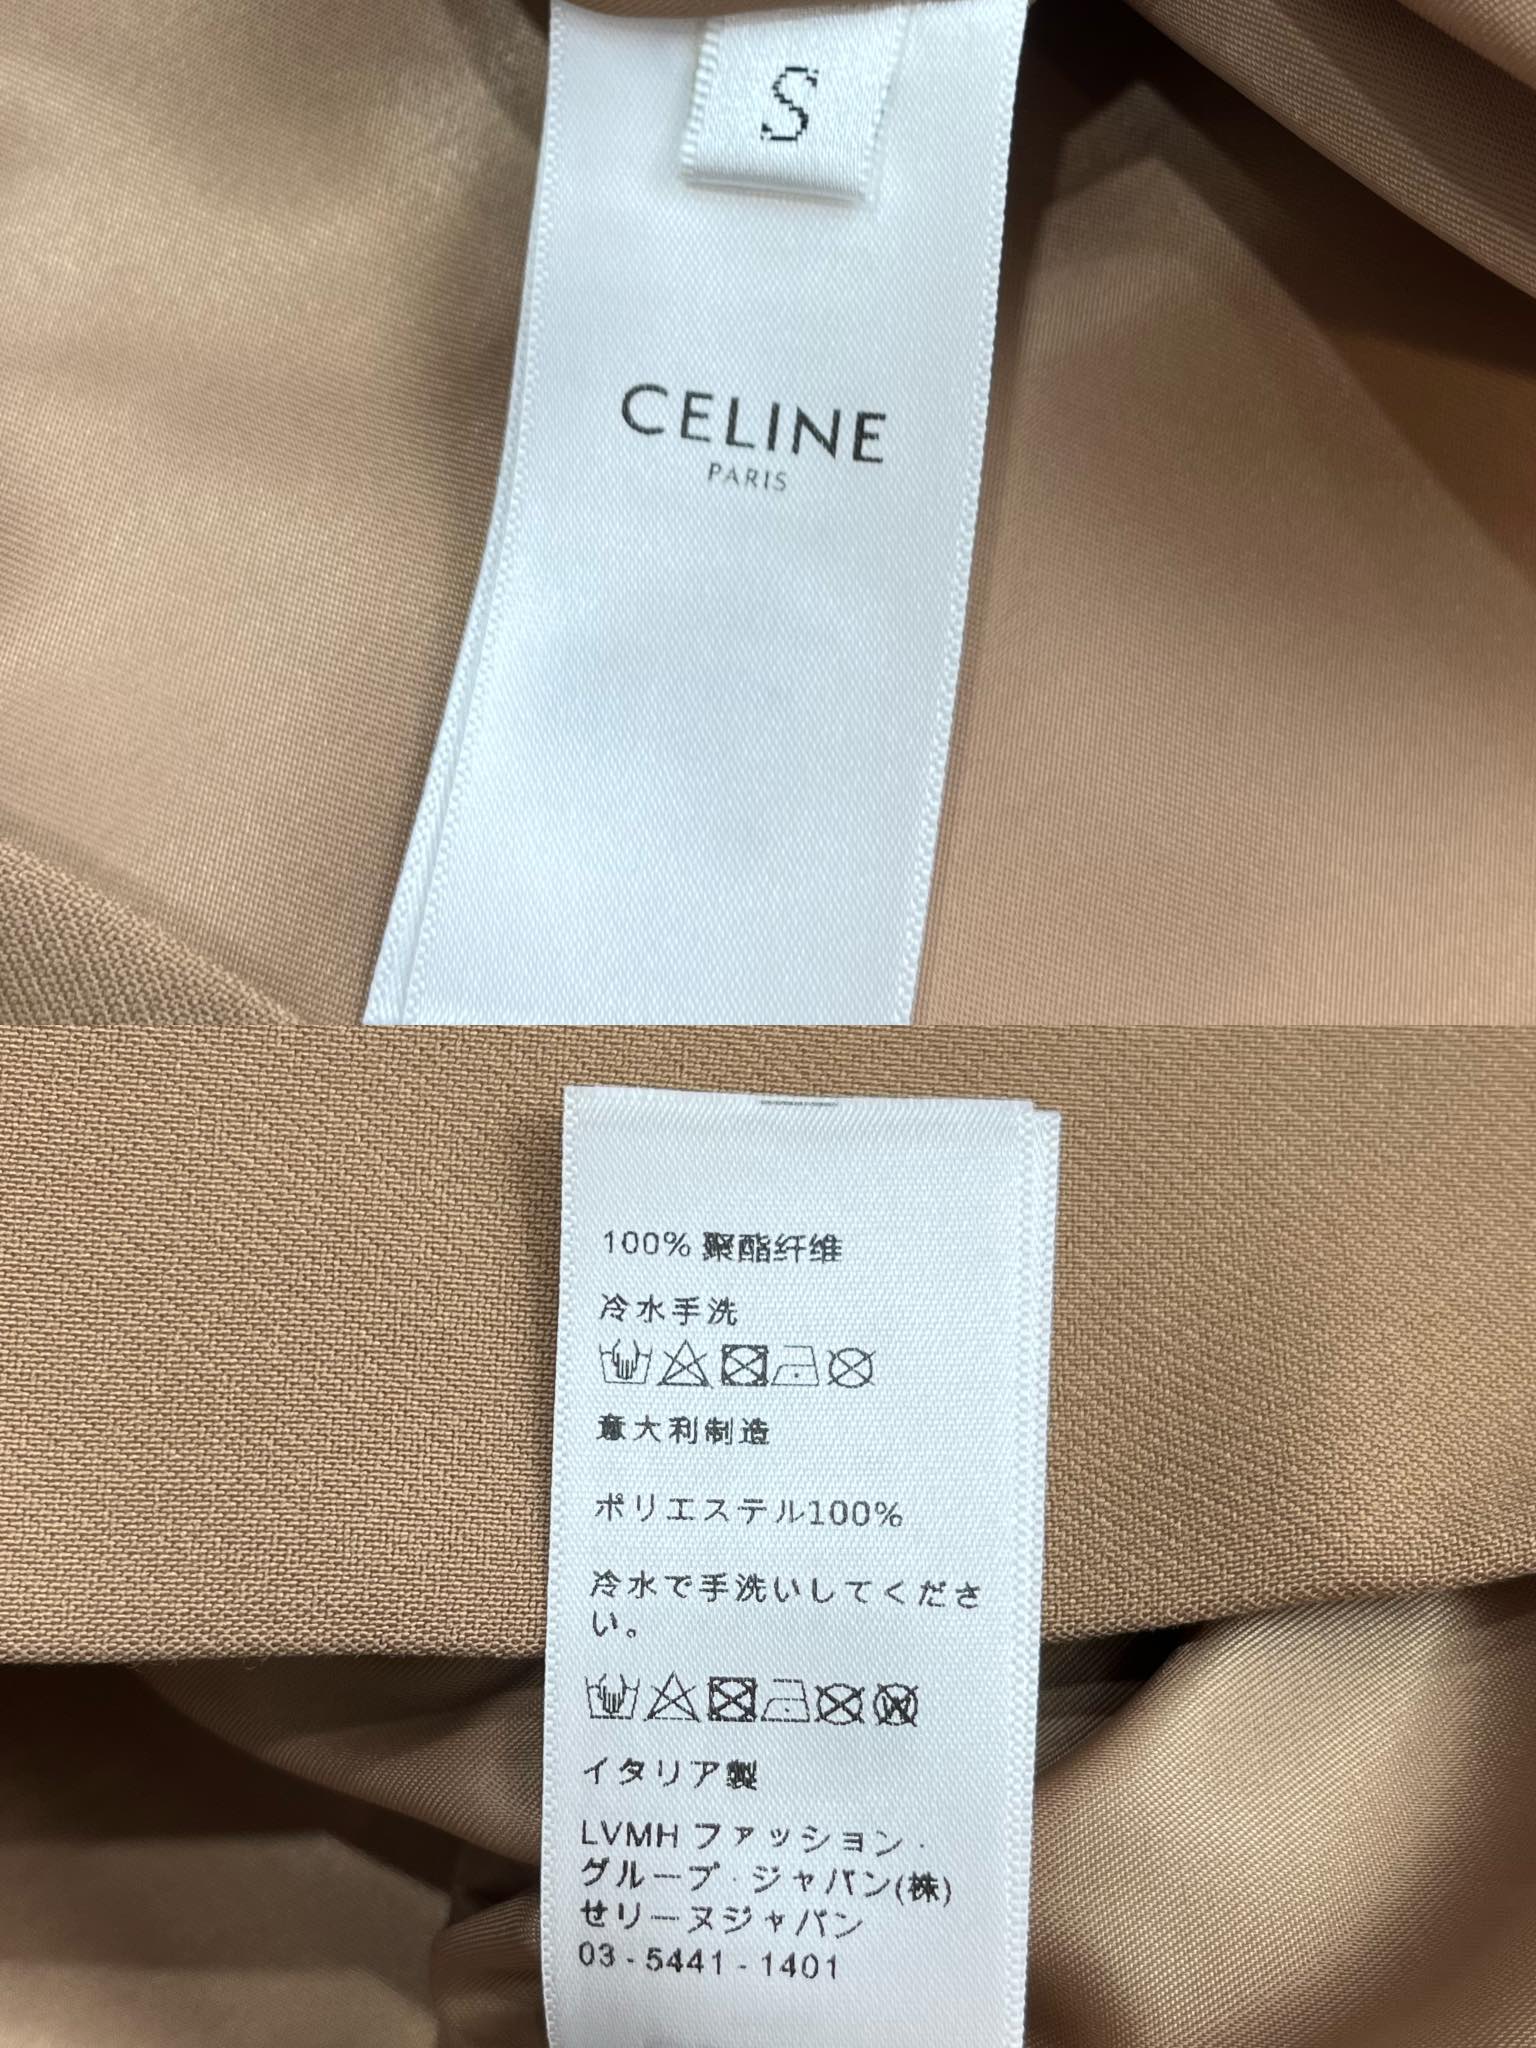 S
CELINE
PARIS
100% 聚酯纤维
冷水手洗
意大利制造
ポリエステル100%
冷水で手洗いしてくださ
い。
W
イタリア製
LVMH ファッション・
グループ・ジャパン(株)
せリーヌジャパン
03 - 5441 - 1401